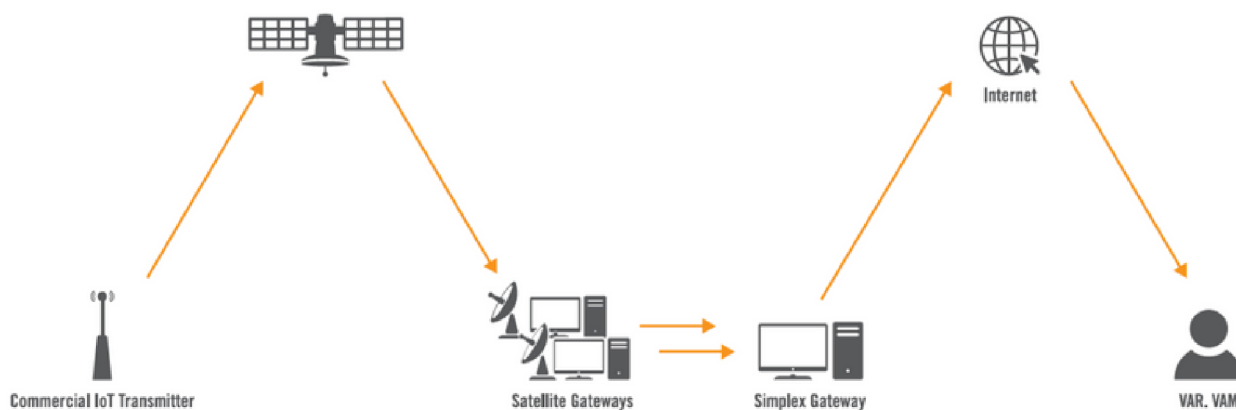 Internet
Commercial IoT Transmitter
Satellite Gateways
Simplex Gateway
VAR, VAM